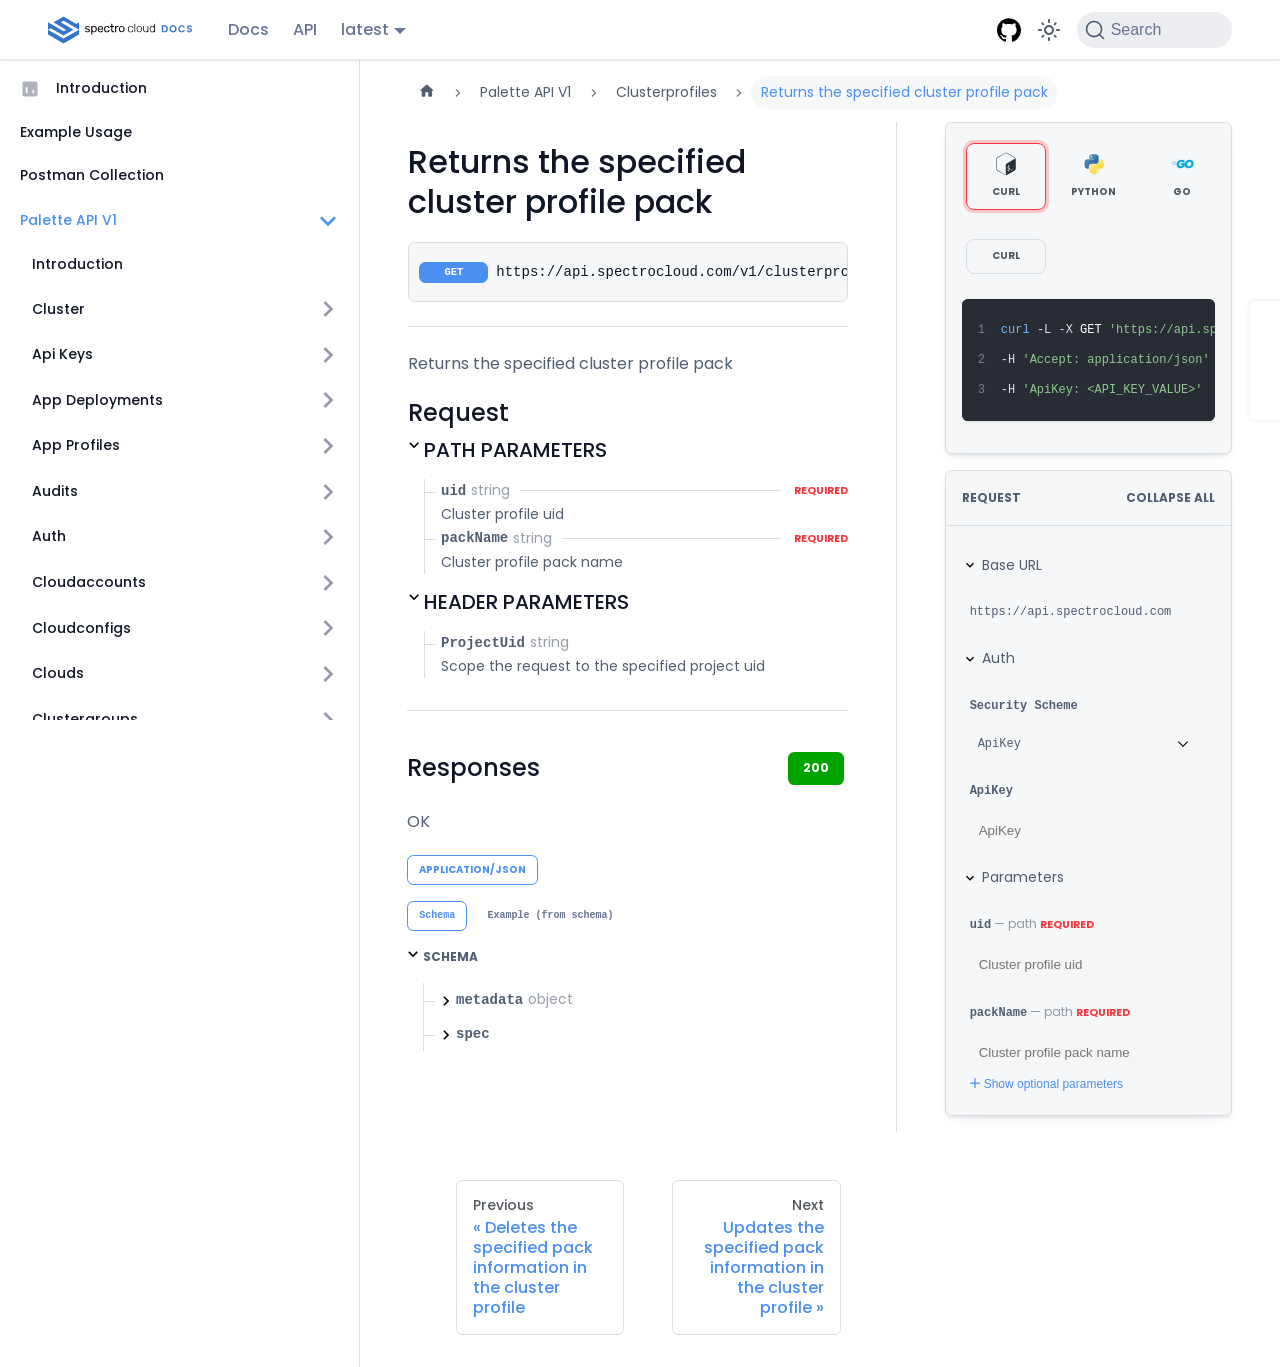 spectro cloud DOCS
Docs
API
latest
Search
Introduction
Example Usage
Postman Collection
Palette API V1
Introduction
Cluster
Api Keys
App Deployments
App Profiles
Audits
Auth
Cloudaccounts
Cloudconfigs
Clouds
Clustergroups
Palette API V1
Clusterprofiles
Returns the specified cluster profile pack
Returns the specified
cluster profile pack
GET https://api.spectrocloud.com/v1/clusterpro
Returns the specified cluster profile pack
Request
PATH PARAMETERS
uid string REQUIRED
Cluster profile uid
packName string REQUIRED
Cluster profile pack name
HEADER PARAMETERS
ProjectUid string
Scope the request to the specified project uid
Responses
200
OK
APPLICATION/JSON
Schema
Example (from schema)
SCHEMA
metadata object
spec
CURL
PYTHON
GO
CURL
1 curl -L -X GET 'https://api.sp
2 -H 'Accept: application/json'
3 -H 'ApiKey: <API_KEY_VALUE>'
REQUEST
COLLAPSE ALL
Base URL
https://api.spectrocloud.com
Auth
Security Scheme
ApiKey
ApiKey
ApiKey
Parameters
uid — path REQUIRED
Cluster profile uid
packName — path REQUIRED
Cluster profile pack name
Show optional parameters
Previous
« Deletes the
specified pack
information in
the cluster
profile
Next
Updates the
specified pack
information in
the cluster
profile »